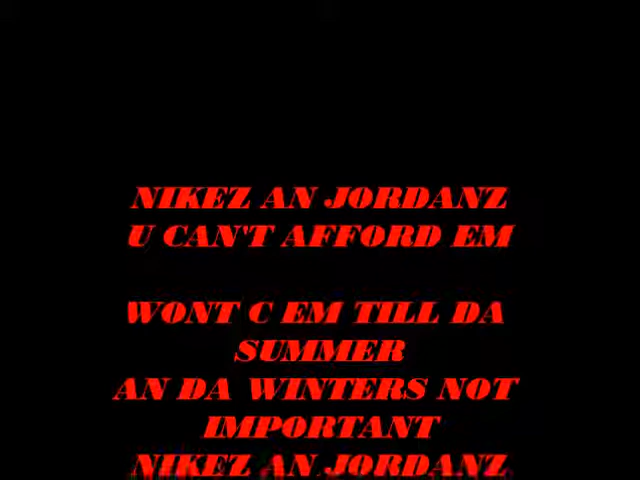 NIKEZ AN JORDANZ
U CAN'T AFFORD EM
WONT C EM TILL DA
SUMMER
AN DA WINTERS NOT
IMPORTANT
NIKEZ AN JORDANZ